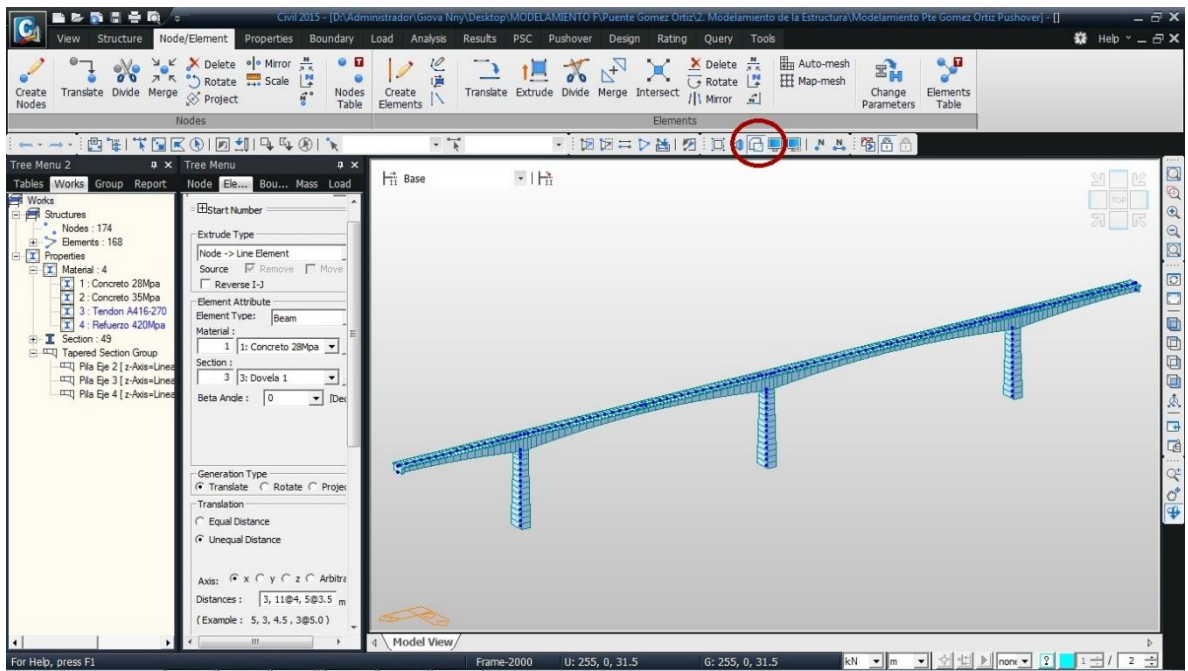 Civil 2015 - [D:\Administrador\Giova Nny\Desktop\MODELAMIENTO F\Puente Gomez Ortiz\2. Modelamiento de la Estructura\Modelamiento Pte Gomez Ortiz Pushover] - []
View Structure Node/Element Properties Boundary Load Analysis Results PSC Pushover Design Rating Query Tools Help
Delete Mirror Delete Auto-mesh
Rotate Scale Rotate Map-mesh
Project Mirror
Create Nodes Translate Divide Merge Nodes Table Create Elements Translate Extrude Divide Merge Intersect Change Parameters Elements Table
Nodes Elements
Tree Menu 2 Tree Menu
Tables Works Group Report Node Ele... Bou... Mass Load
Base
TOP
Works
Structures
Nodes : 174
Elements : 168
Properties
Material : 4
1 : Concreto 28Mpa
2 : Concreto 35Mpa
3 : Tendon A416-270
4 : Refuerzo 420Mpa
Section : 49
Tapered Section Group
Pila Eje 2 [ z-Axis=Linea
Pila Eje 3 [ z-Axis=Linea
Pila Eje 4 [ z-Axis=Linea
Start Number
Extrude Type
Node -> Line Element
Source Remove Move
Reverse I-J
Element Attribute
Element Type: Beam
Material :
1 1: Concreto 28Mpa
Section :
3 3: Dovela 1
Beta Angle : 0 [Dec
Generation Type
Translate Rotate Projec
Translation
Equal Distance
Unequal Distance
Axis: x y z Arbitra
Distances : 3, 11@4, 5@3.5 m
(Example : 5, 3, 4.5 , 3@5.0 )
Model View
For Help, press F1 Frame-2000 U: 255, 0, 31.5 G: 255, 0, 31.5 kN m non 1 / 2